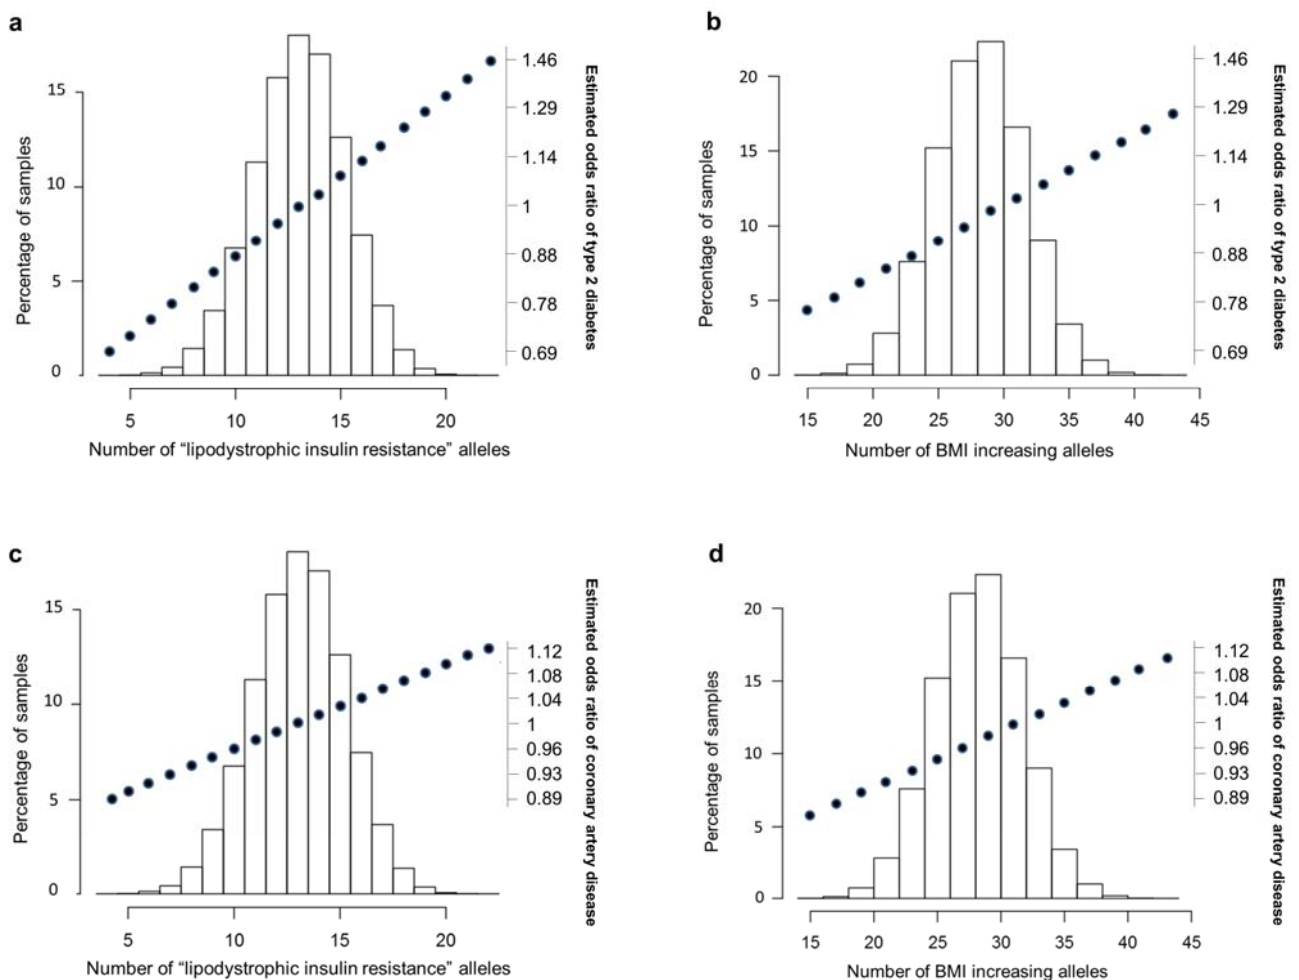 a
15
10
5
0
Percentage of samples
5 10 15 20
Number of “lipodystrophic insulin resistance” alleles
1.46
1.29
1.14
1
0.88
0.78
0.69
Estimated odds ratio of type 2 diabetes
b
20
15
10
5
0
Percentage of samples
15 20 25 30 35 40 45
Number of BMI increasing alleles
1.46
1.29
1.14
1
0.88
0.78
0.69
Estimated odds ratio of type 2 diabetes
c
15
10
5
0
Percentage of samples
5 10 15 20
Number of “lipodystrophic insulin resistance” alleles
1.12
1.08
1.04
1
0.96
0.93
0.89
Estimated odds ratio of coronary artery disease
d
20
15
10
5
0
Percentage of samples
15 20 25 30 35 40 45
Number of BMI increasing alleles
1.12
1.08
1.04
1
0.96
0.93
0.89
Estimated odds ratio of coronary artery disease